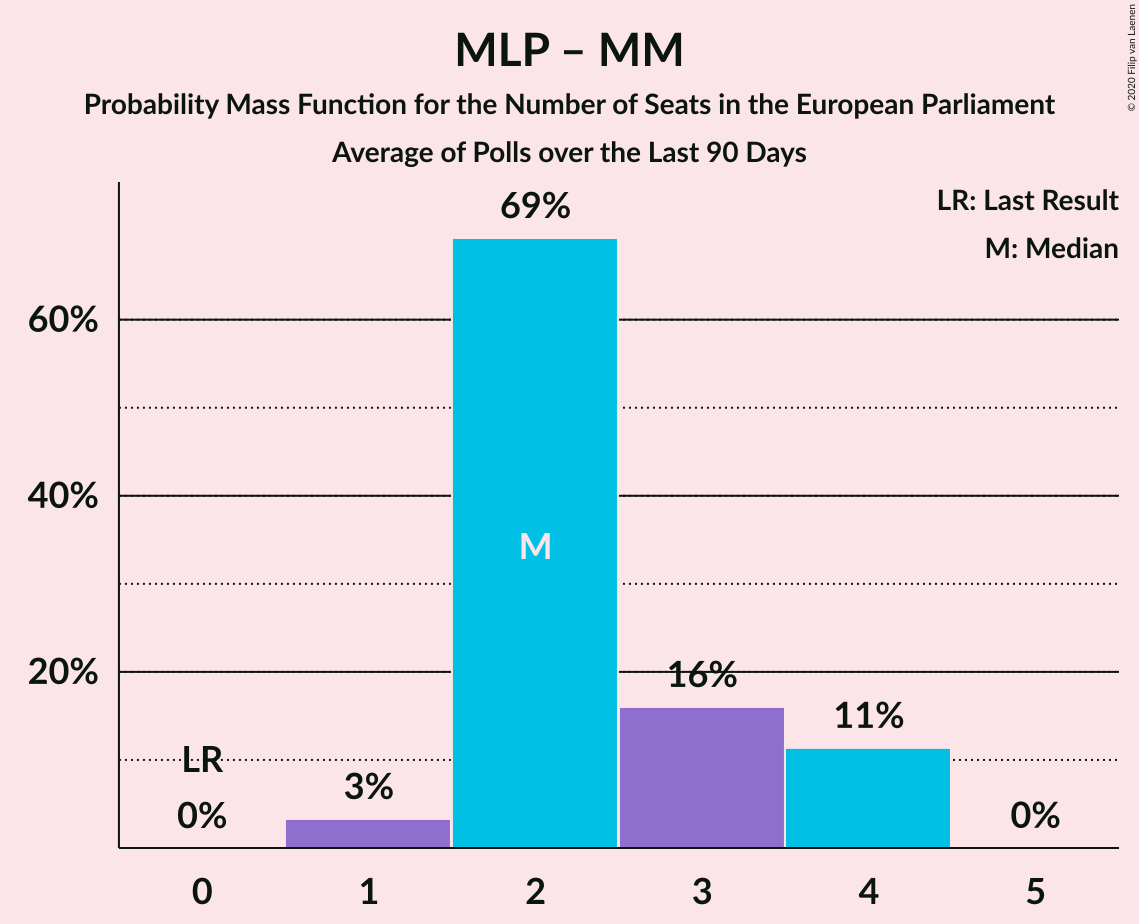 MLP – MM
Probability Mass Function for the Number of Seats in the European Parliament
Average of Polls over the Last 90 Days
© 2020 Filip van Laenen
LR: Last Result
M: Median
69%
60%
40%
M
20%
16%
11%
LR
3%
0%
0%
0 1 2 3 4 5